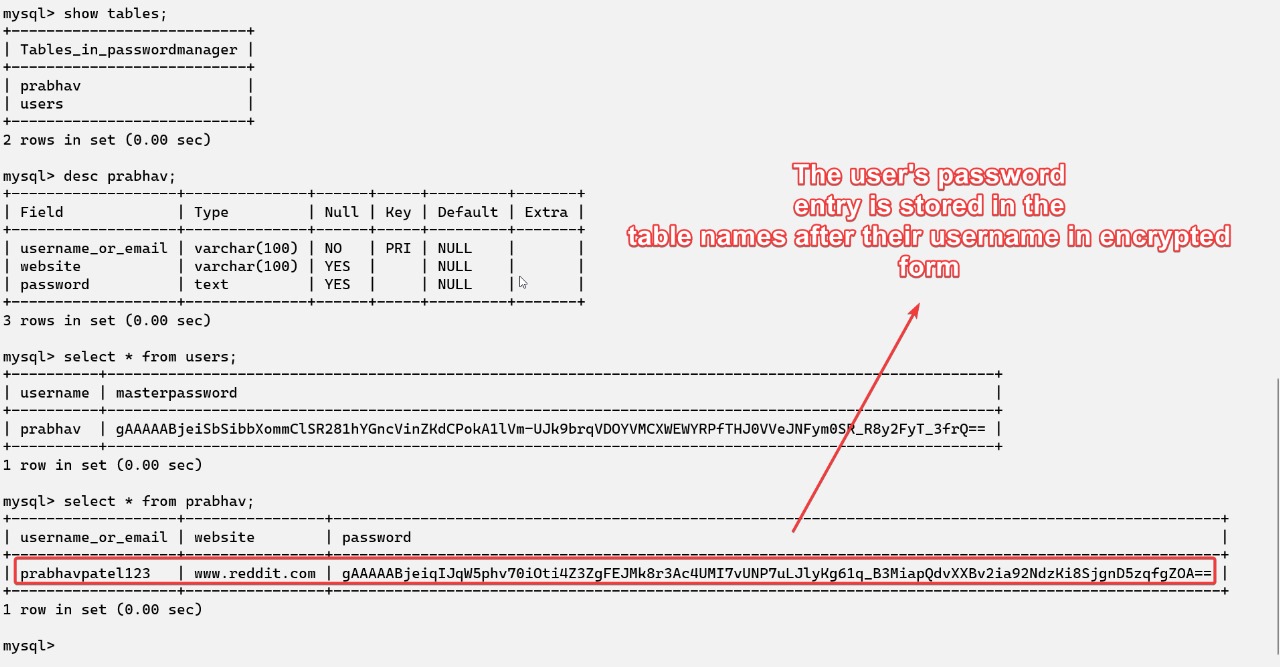 mysql> show tables;
+---------------------------+
| Tables_in_passwordmanager |
+---------------------------+
| prabhav                   |
| users                     |
+---------------------------+
2 rows in set (0.00 sec)
mysql> desc prabhav;
+-------------------+--------------+------+-----+---------+-------+
| Field             | Type         | Null | Key | Default | Extra |
+-------------------+--------------+------+-----+---------+-------+
| username_or_email | varchar(100) | NO   | PRI | NULL    |       |
| website           | varchar(100) | YES  |     | NULL    |       |
| password          | text         | YES  |     | NULL    |       |
+-------------------+--------------+------+-----+---------+-------+
3 rows in set (0.00 sec)
The user's password
entry is stored in the
table names after their username in encrypted
form
mysql> select * from users;
| username | masterpassword |
| prabhav | gAAAAABjeiSbSibbXommClSR281hYGncVinZKdCPokA1lVm-UJk9brqVDOYVMCXWEWYRPfTHJ0VVeJNFym0SR_R8y2FyT_3frQ== |
1 row in set (0.00 sec)
mysql> select * from prabhav;
| username_or_email | website | password |
| prabhavpatel123 | www.reddit.com | gAAAAABjeiqIJqW5phv70iOti4Z3ZgFEJMk8r3Ac4UMI7vUNP7uLJlyKg61q_B3MiapQdvXXBv2ia92NdzKi8SjgnD5zqfgZOA== |
1 row in set (0.00 sec)
mysql>